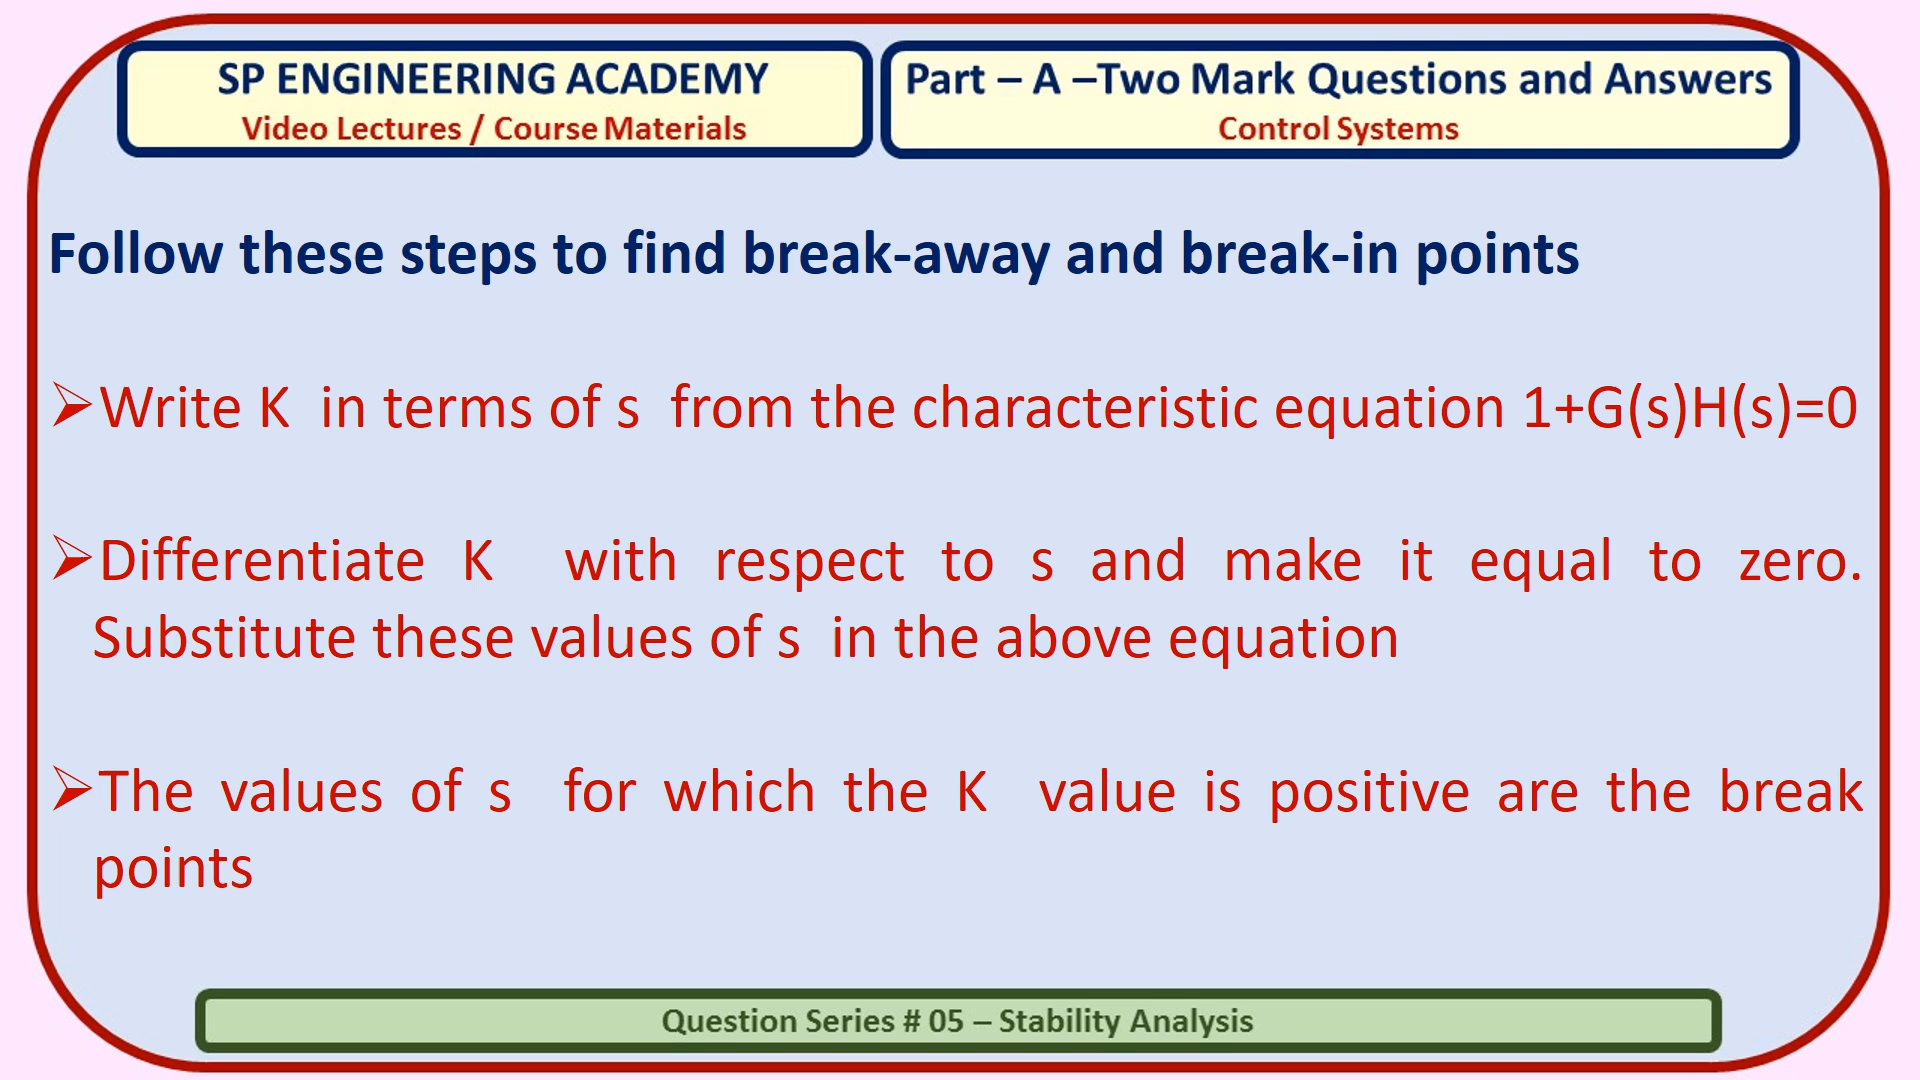 SP ENGINEERING ACADEMY
Video Lectures / Course Materials
Part – A –Two Mark Questions and Answers
Control Systems
Follow these steps to find break-away and break-in points
➢Write K in terms of s from the characteristic equation 1+G(s)H(s)=0
➢Differentiate K with respect to s and make it equal to zero.
Substitute these values of s in the above equation
➢The values of s for which the K value is positive are the break
points
Question Series # 05 – Stability Analysis